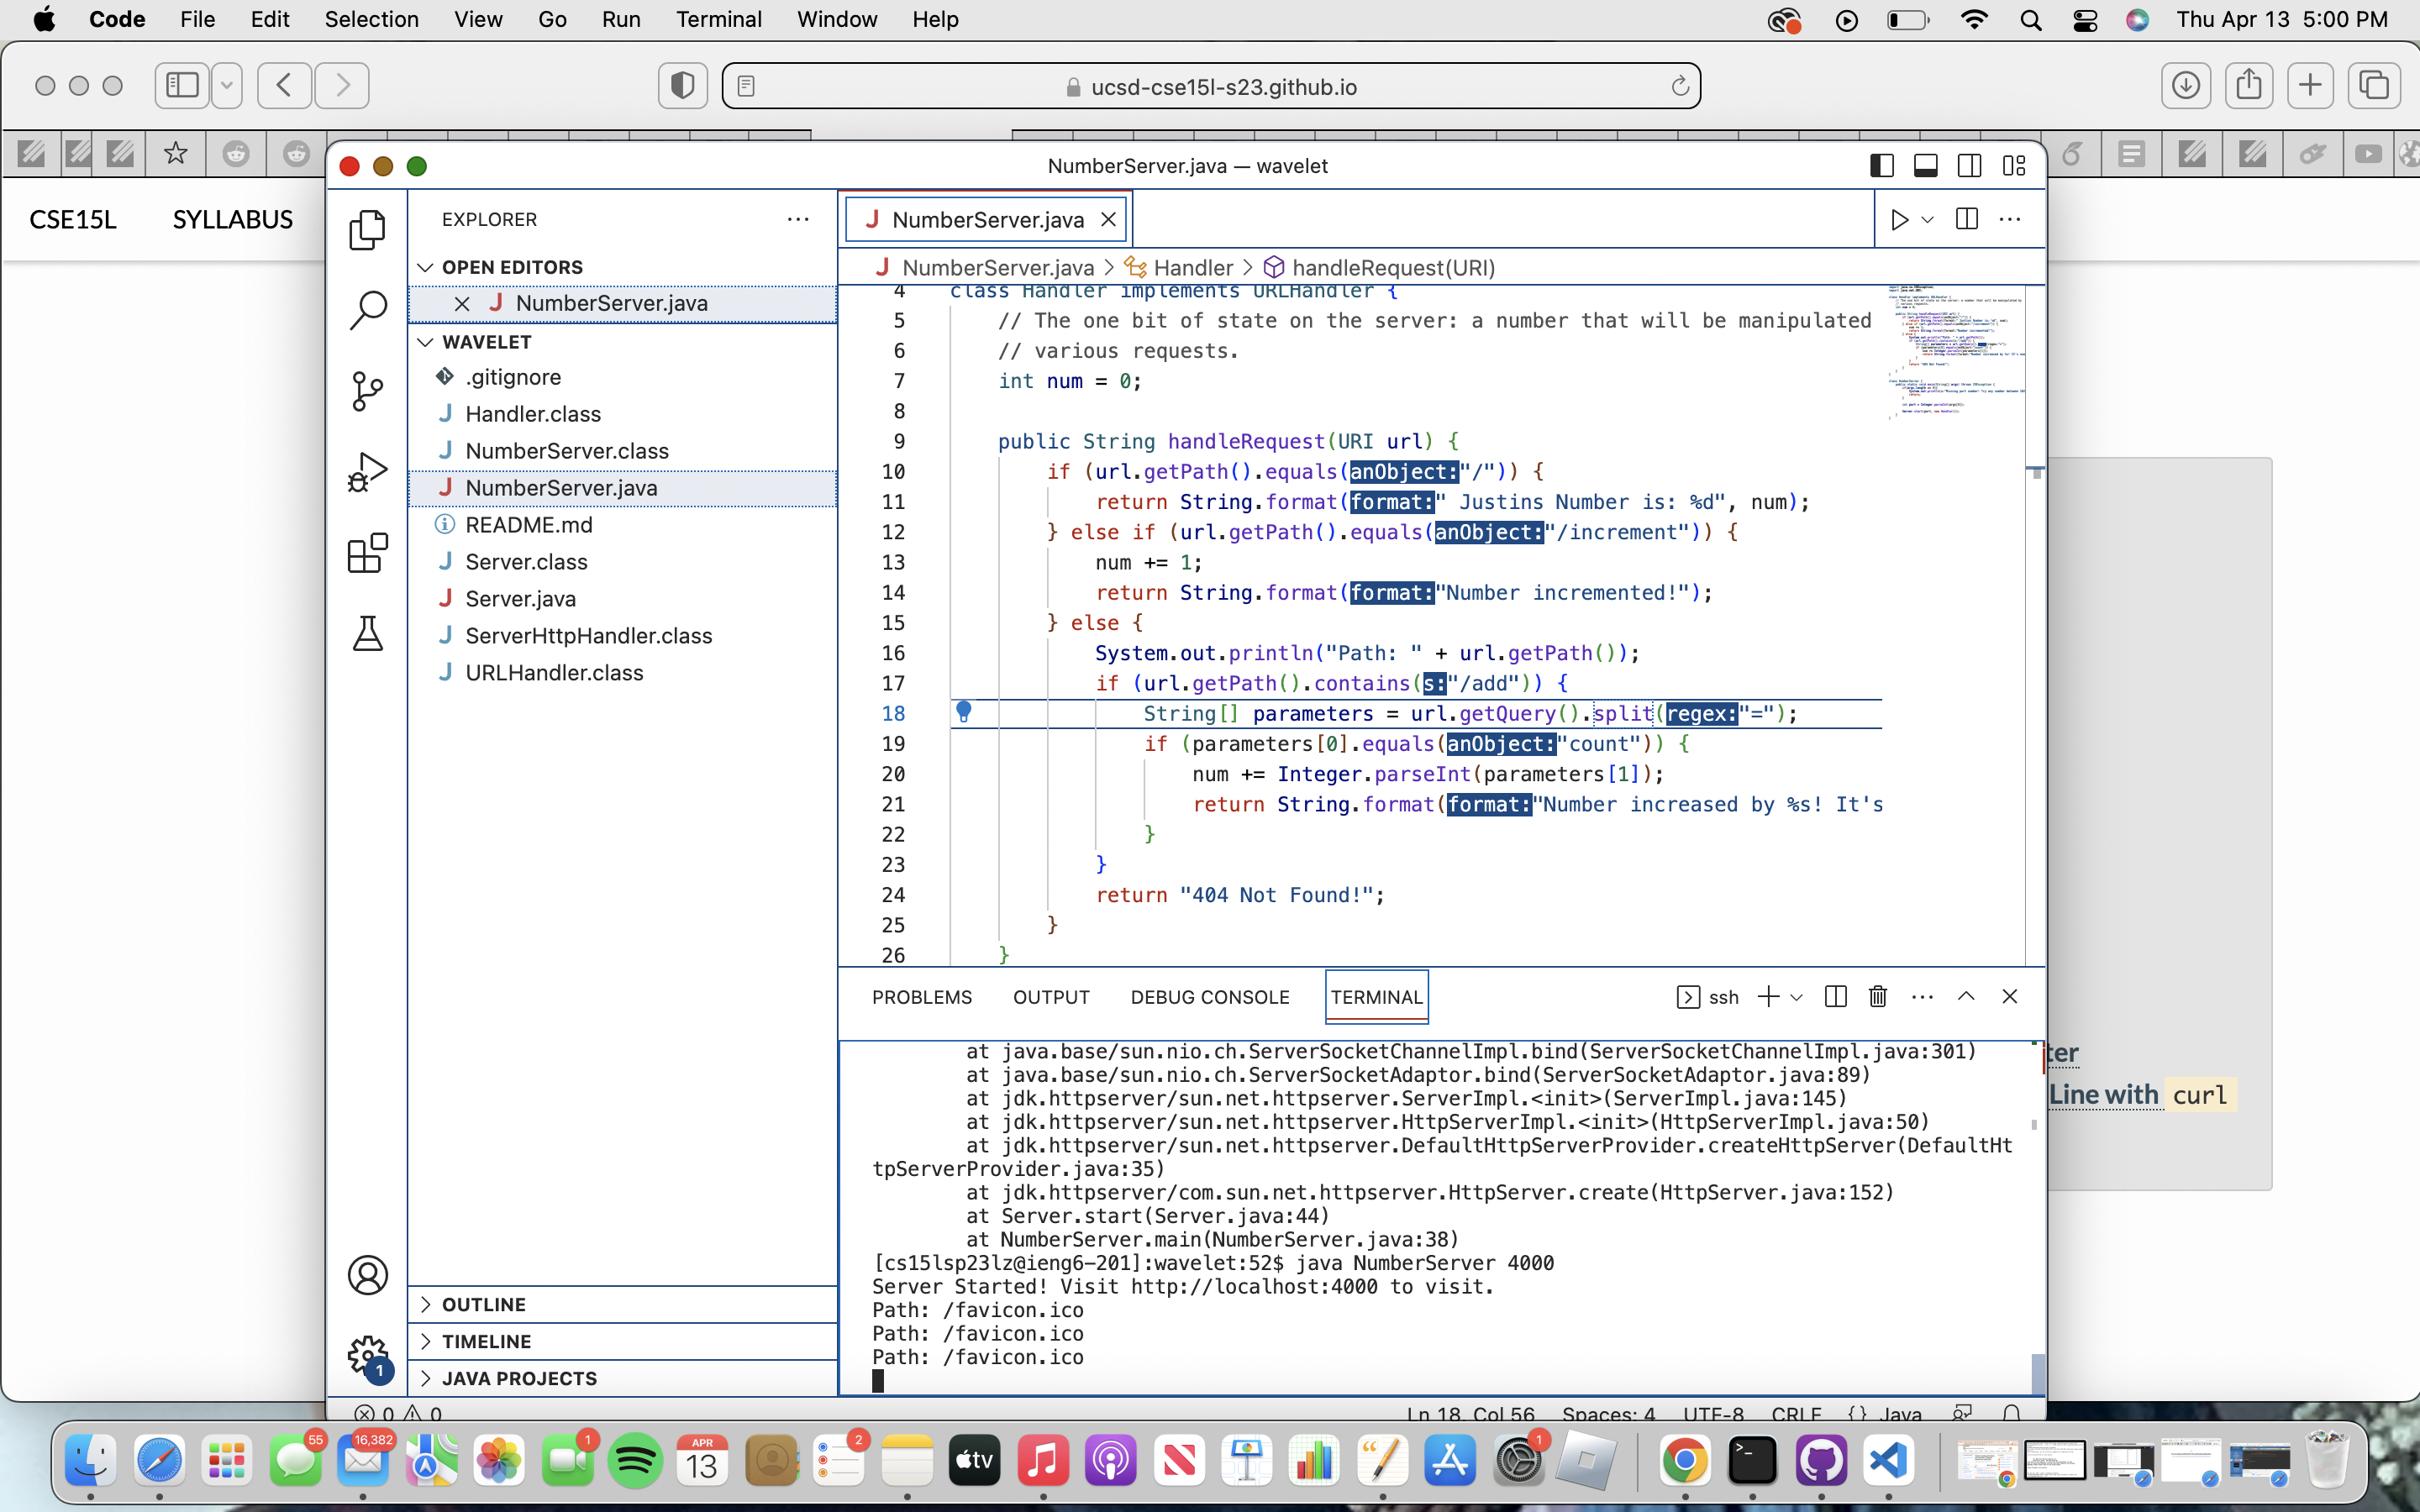 Code File Edit Selection View Go Run Terminal Window Help Thu Apr 13 5:00 PM
ucsd-cse15l-s23.github.io
NumberServer.java — wavelet
CSE15L SYLLABUS
EXPLORER
OPEN EDITORS
NumberServer.java
WAVELET
.gitignore
Handler.class
NumberServer.class
NumberServer.java
README.md
Server.class
Server.java
ServerHttpHandler.class
URLHandler.class
OUTLINE
TIMELINE
JAVA PROJECTS
1
NumberServer.java
NumberServer.java > Handler > handleRequest(URI)
4 class Handler implements URLHandler {
5 // The one bit of state on the server: a number that will be manipulated
6 // various requests.
7 int num = 0;
8
9 public String handleRequest(URI url) {
10 if (url.getPath().equals(anObject:"/")) {
11 return String.format(format:" Justins Number is: %d", num);
12 } else if (url.getPath().equals(anObject:"/increment")) {
13 num += 1;
14 return String.format(format:"Number incremented!");
15 } else {
16 System.out.println("Path: " + url.getPath());
17 if (url.getPath().contains(s:"/add")) {
18 String[] parameters = url.getQuery().split(regex:"=");
19 if (parameters[0].equals(anObject:"count")) {
20 num += Integer.parseInt(parameters[1]);
21 return String.format(format:"Number increased by %s! It's
22 }
23 }
24 return "404 Not Found!";
25 }
26 }
PROBLEMS OUTPUT DEBUG CONSOLE TERMINAL ssh
at java.base/sun.nio.ch.ServerSocketChannelImpl.bind(ServerSocketChannelImpl.java:301)
at java.base/sun.nio.ch.ServerSocketAdaptor.bind(ServerSocketAdaptor.java:89)
at jdk.httpserver/sun.net.httpserver.ServerImpl.<init>(ServerImpl.java:145)
at jdk.httpserver/sun.net.httpserver.HttpServerImpl.<init>(HttpServerImpl.java:50)
at jdk.httpserver/sun.net.httpserver.DefaultHttpServerProvider.createHttpServer(DefaultHt
tpServerProvider.java:35)
at jdk.httpserver/com.sun.net.httpserver.HttpServer.create(HttpServer.java:152)
at Server.start(Server.java:44)
at NumberServer.main(NumberServer.java:38)
[cs15lsp23lz@ieng6-201]:wavelet:52$ java NumberServer 4000
Server Started! Visit http://localhost:4000 to visit.
Path: /favicon.ico
Path: /favicon.ico
Path: /favicon.ico
ter
Line with curl
0 0 Ln 18, Col 56 Spaces: 4 UTF-8 CRLF {} Java
55 16,382 1 APR 13 2 tv 1